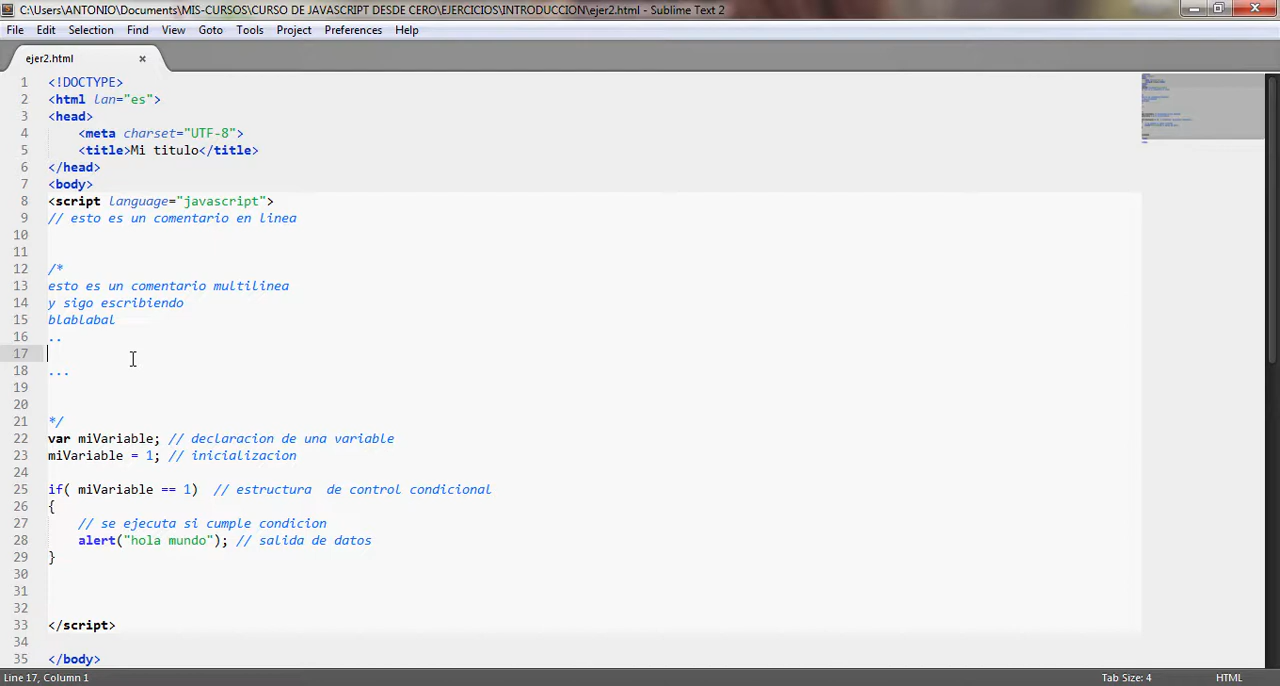 C:\Users\ANTONIO\Documents\MIS-CURSOS\CURSO DE JAVASCRIPT DESDE CERO\EJERCICIOS\INTRODUCCION\ejer2.html - Sublime Text 2
File Edit Selection Find View Goto Tools Project Preferences Help
ejer2.html ×
1 <!DOCTYPE>
2 <html lan="es">
3 <head>
4 <meta charset="UTF-8">
5 <title>Mi titulo</title>
6 </head>
7 <body>
8 <script language="javascript">
9 // esto es un comentario en linea
10
11
12 /*
13 esto es un comentario multilinea
14 y sigo escribiendo
15 blablabal
16 ..
17
18 ...
19
20
21 */
22 var miVariable; // declaracion de una variable
23 miVariable = 1; // inicializacion
24
25 if( miVariable == 1)  // estructura  de control condicional
26 {
27 // se ejecuta si cumple condicion
28 alert("hola mundo"); // salida de datos
29 }
30
31
32
33 </script>
34
35 </body>
Line 17, Column 1 Tab Size: 4 HTML